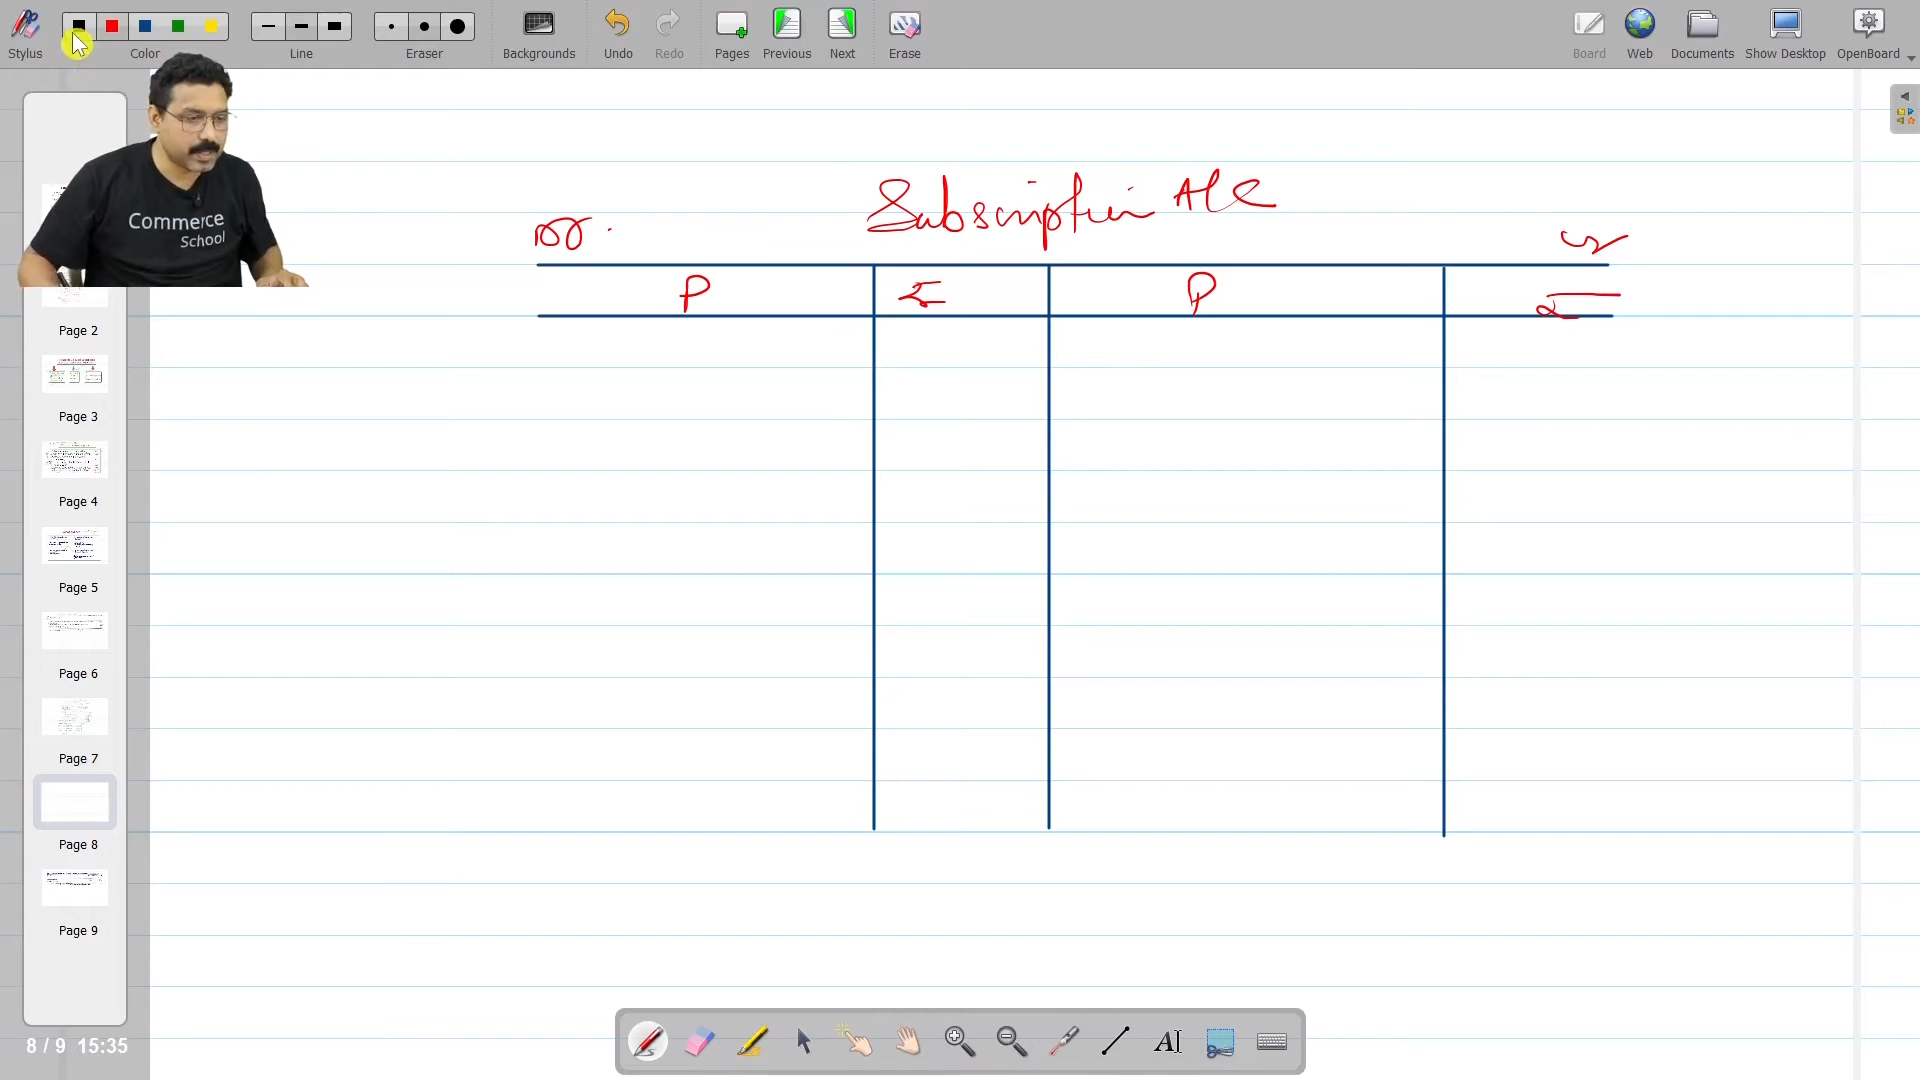 Stylus Color Line Eraser Backgrounds Undo Redo Pages Previous Next Erase Board Web Documents Show Desktop OpenBoard
Commerce
School
Subscription A/C
Dr. Cr
P ₹ P ₹
Page 2
Page 3
Page 4
Page 5
Page 6
Page 7
Page 8
Page 9
8 / 9 15:35